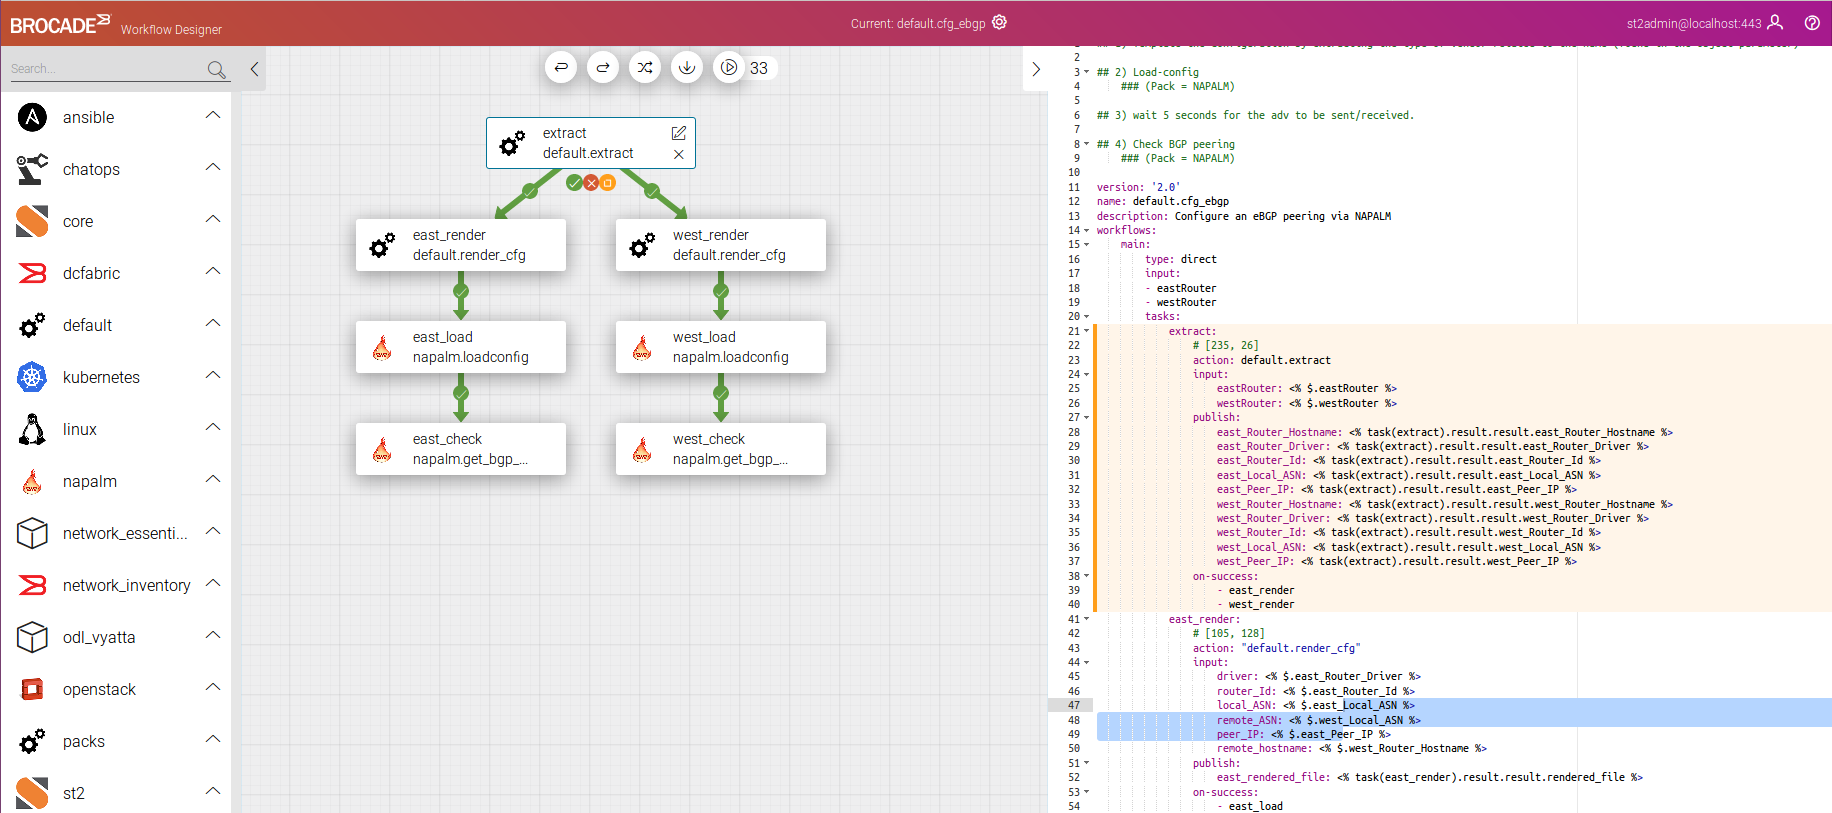 BROCADE Workflow Designer
Current: default.cfg_ebgp
st2admin@localhost:443
Search...
33
ansible
chatops
core
dcfabric
default
kubernetes
linux
napalm
network_essenti...
network_inventory
odl_vyatta
openstack
packs
st2
extract
default.extract
east_render
default.render_cfg
west_render
default.render_cfg
east_load
napalm.loadconfig
west_load
napalm.loadconfig
east_check
napalm.get_bgp_...
west_check
napalm.get_bgp_...
2
3 ## 2) Load-config
4 ### (Pack = NAPALM)
5
6 ## 3) wait 5 seconds for the adv to be sent/received.
7
8 ## 4) Check BGP peering
9 ### (Pack = NAPALM)
10
11 version: '2.0'
12 name: default.cfg_ebgp
13 description: Configure an eBGP peering via NAPALM
14 workflows:
15 main:
16 type: direct
17 input:
18 - eastRouter
19 - westRouter
20 tasks:
21 extract:
22 # [235, 26]
23 action: default.extract
24 input:
25 eastRouter: <% $.eastRouter %>
26 westRouter: <% $.westRouter %>
27 publish:
28 east_Router_Hostname: <% task(extract).result.result.east_Router_Hostname %>
29 east_Router_Driver: <% task(extract).result.result.east_Router_Driver %>
30 east_Router_Id: <% task(extract).result.result.east_Router_Id %>
31 east_Local_ASN: <% task(extract).result.result.east_Local_ASN %>
32 east_Peer_IP: <% task(extract).result.result.east_Peer_IP %>
33 west_Router_Hostname: <% task(extract).result.result.west_Router_Hostname %>
34 west_Router_Driver: <% task(extract).result.result.west_Router_Driver %>
35 west_Router_Id: <% task(extract).result.result.west_Router_Id %>
36 west_Local_ASN: <% task(extract).result.result.west_Local_ASN %>
37 west_Peer_IP: <% task(extract).result.result.west_Peer_IP %>
38 on-success:
39 - east_render
40 - west_render
41 east_render:
42 # [105, 128]
43 action: "default.render_cfg"
44 input:
45 driver: <% $.east_Router_Driver %>
46 router_Id: <% $.east_Router_Id %>
47 local_ASN: <% $.east_Local_ASN %>
48 remote_ASN: <% $.west_Local_ASN %>
49 peer_IP: <% $.east_Peer_IP %>
50 remote_hostname: <% $.west_Router_Hostname %>
51 publish:
52 east_rendered_file: <% task(east_render).result.result.rendered_file %>
53 on-success:
54 - east_load